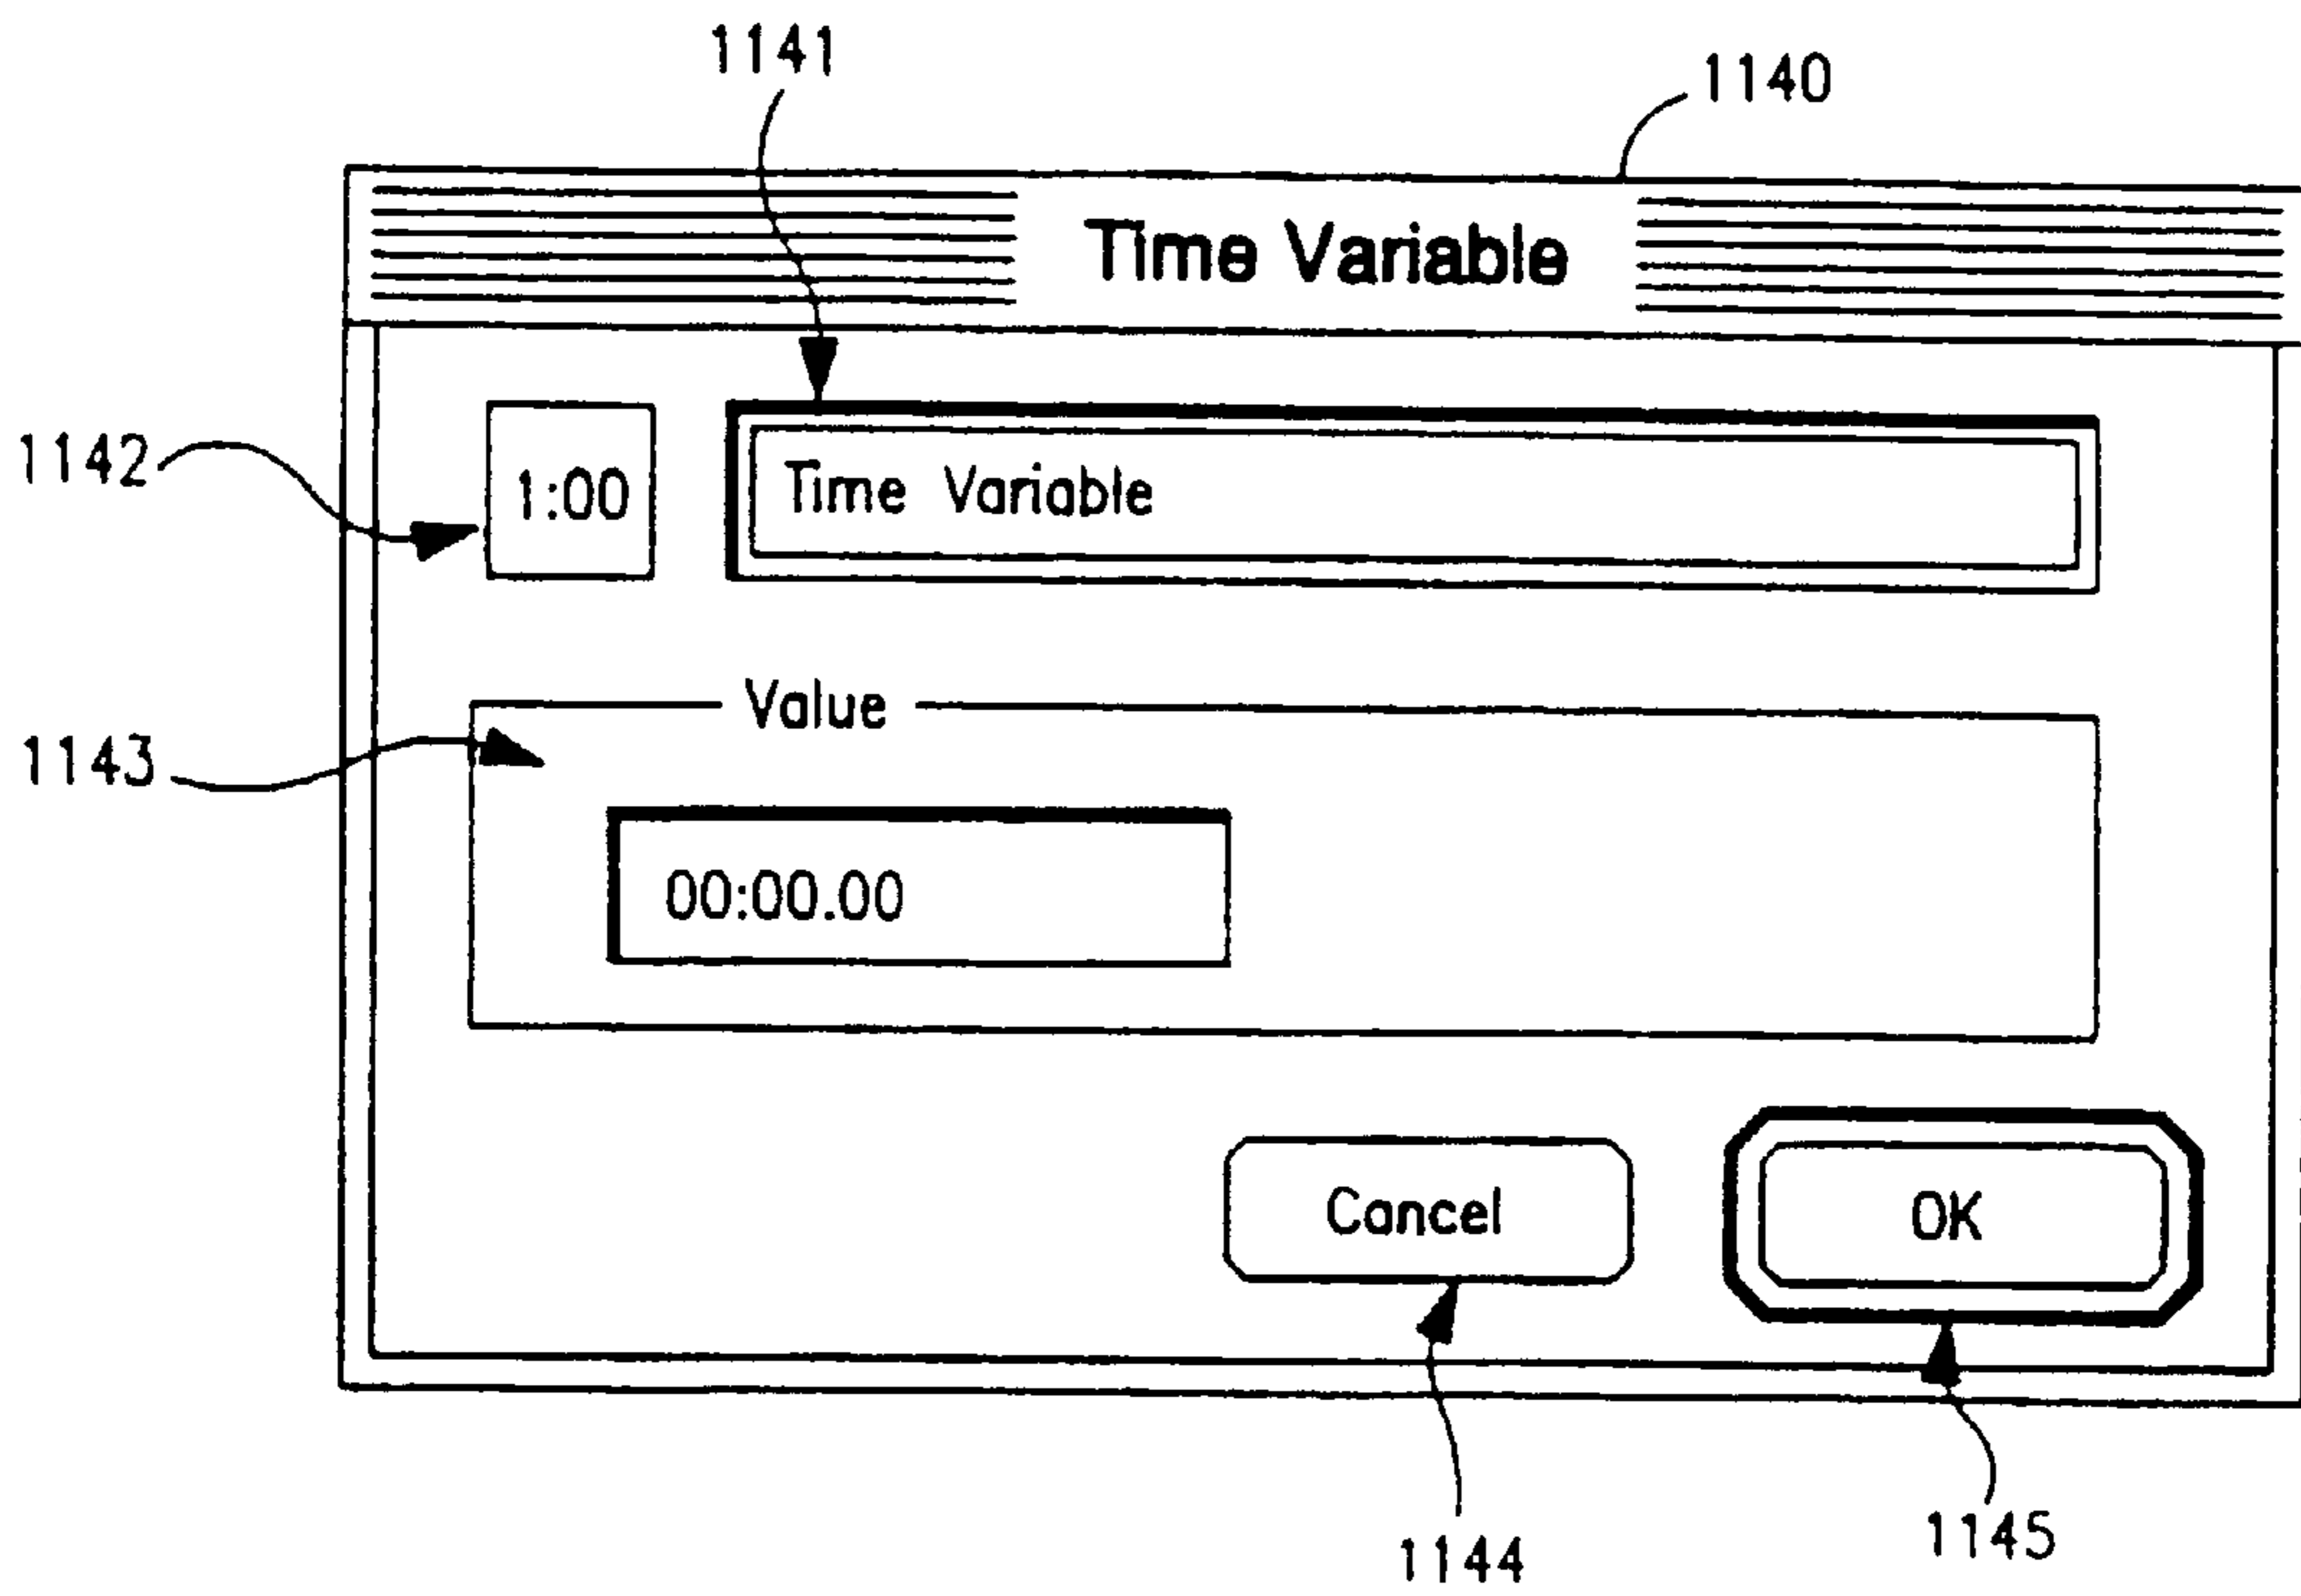 1141
1140
Time Variable
1142
1:00
Time Variable
Value
1143
00:00.00
Cancel
OK
1144
1145